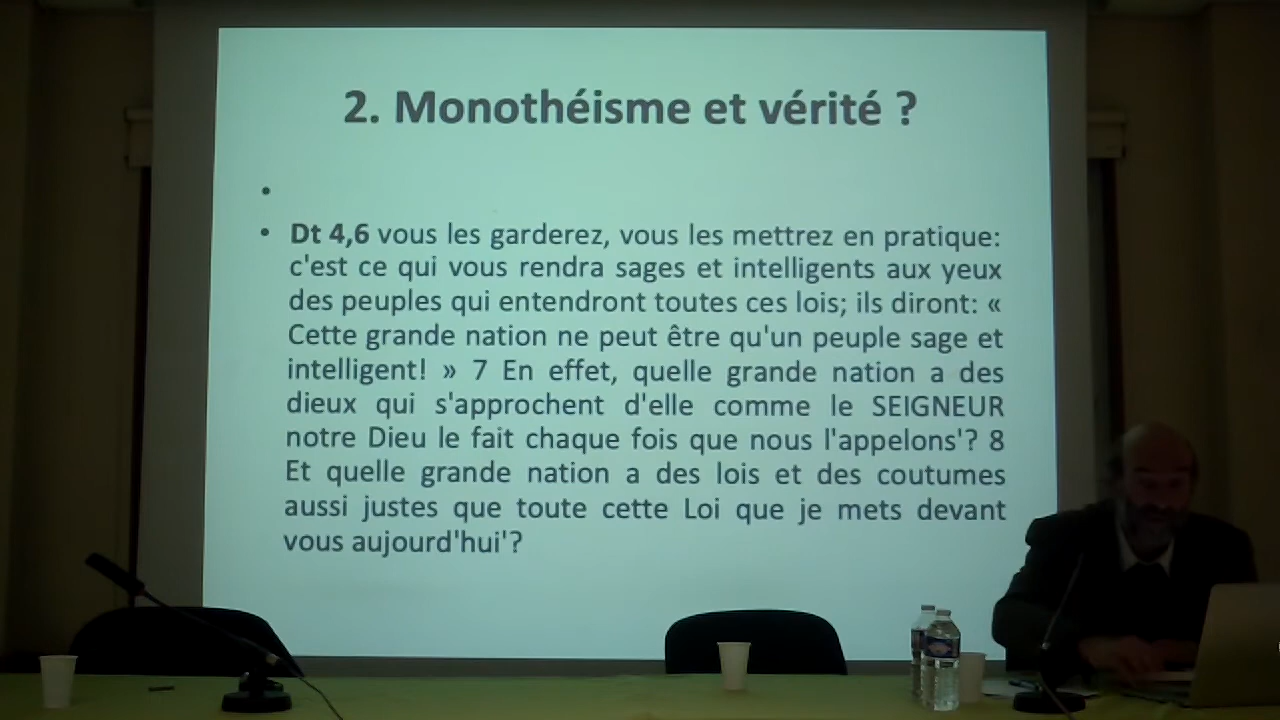 2. Monothéisme et vérité ?
•
• Dt 4,6 vous les garderez, vous les mettrez en pratique:
c'est ce qui vous rendra sages et intelligents aux yeux
des peuples qui entendront toutes ces lois; ils diront: «
Cette grande nation ne peut être qu'un peuple sage et
intelligent! » 7 En effet, quelle grande nation a des
dieux qui s'approchent d'elle comme le SEIGNEUR
notre Dieu le fait chaque fois que nous l'appelons'? 8
Et quelle grande nation a des lois et des coutumes
aussi justes que toute cette Loi que je mets devant
vous aujourd'hui'?